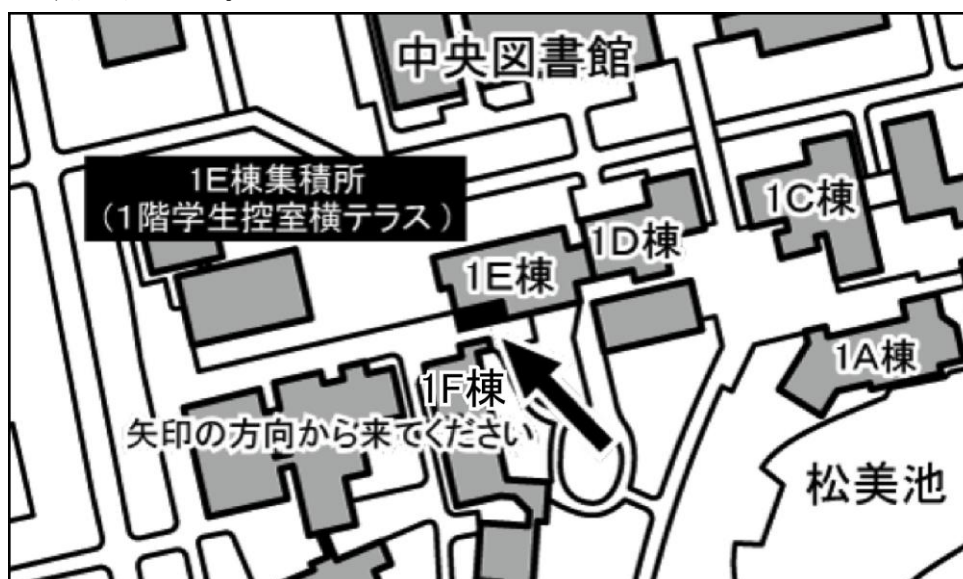 中央図書館
1E棟集積所
（1階学生控室横テラス）
1C棟
1D棟
1E棟
1A棟
1F棟
矢印の方向から来てください
松美池